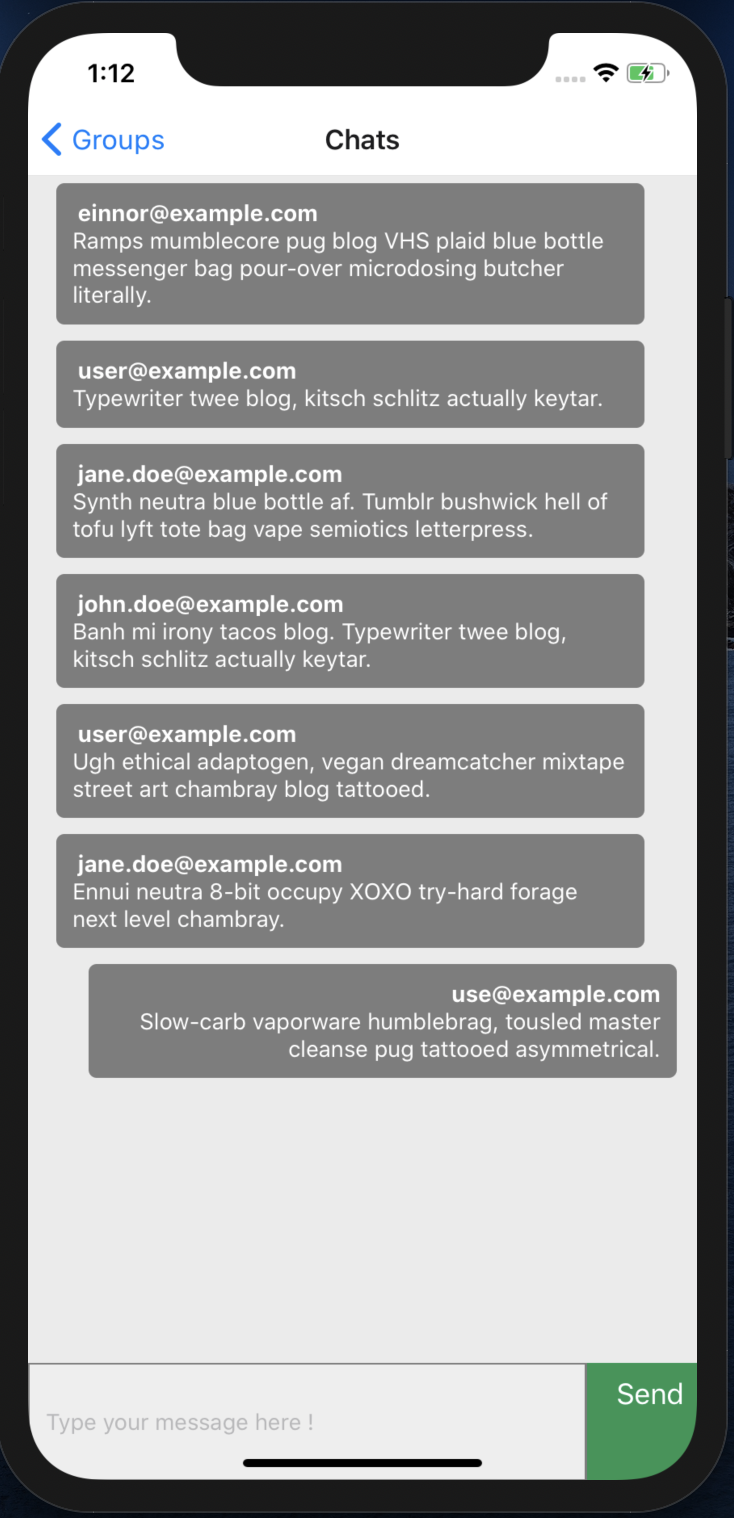 1:12
Groups
Chats
einnor@example.com
Ramps mumblecore pug blog VHS plaid blue bottle
messenger bag pour-over microdosing butcher
literally.
user@example.com
Typewriter twee blog, kitsch schlitz actually keytar.
jane.doe@example.com
Synth neutra blue bottle af. Tumblr bushwick hell of
tofu lyft tote bag vape semiotics letterpress.
john.doe@example.com
Banh mi irony tacos blog. Typewriter twee blog,
kitsch schlitz actually keytar.
user@example.com
Ugh ethical adaptogen, vegan dreamcatcher mixtape
street art chambray blog tattooed.
jane.doe@example.com
Ennui neutra 8-bit occupy XOXO try-hard forage
next level chambray.
use@example.com
Slow-carb vaporware humblebrag, tousled master
cleanse pug tattooed asymmetrical.
Type your message here !
Send